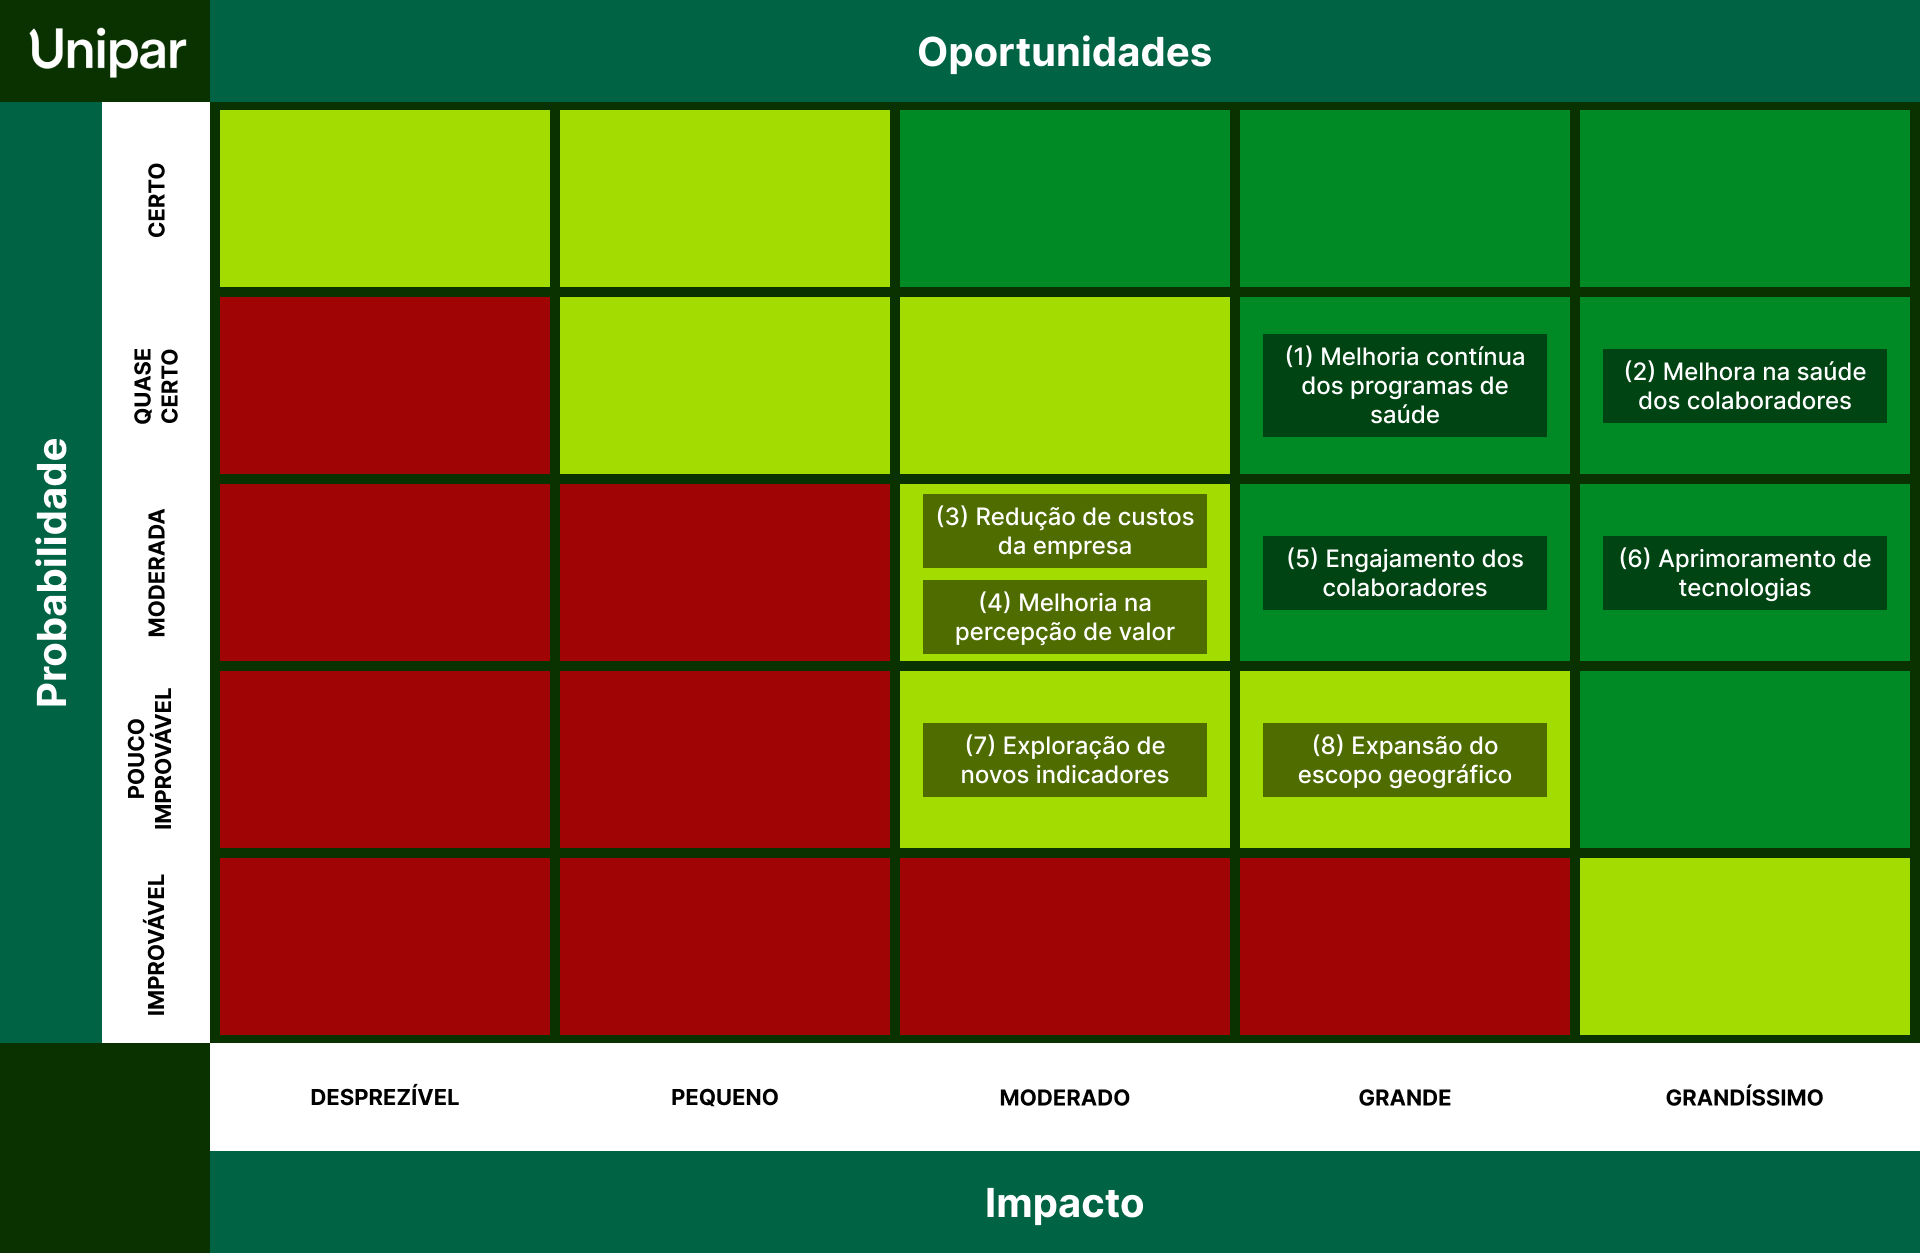 Unipar
Oportunidades
Probabilidade
CERTO
QUASE
CERTO
(1) Melhoria contínua
dos programas de
saúde
(2) Melhora na saúde
dos colaboradores
MODERADA
(3) Redução de custos
da empresa
(4) Melhoria na
percepção de valor
(5) Engajamento dos
colaboradores
(6) Aprimoramento de
tecnologias
POUCO
IMPROVÁVEL
(7) Exploração de
novos indicadores
(8) Expansão do
escopo geográfico
IMPROVÁVEL
DESPREZÍVEL
PEQUENO
MODERADO
GRANDE
GRANDÍSSIMO
Impacto